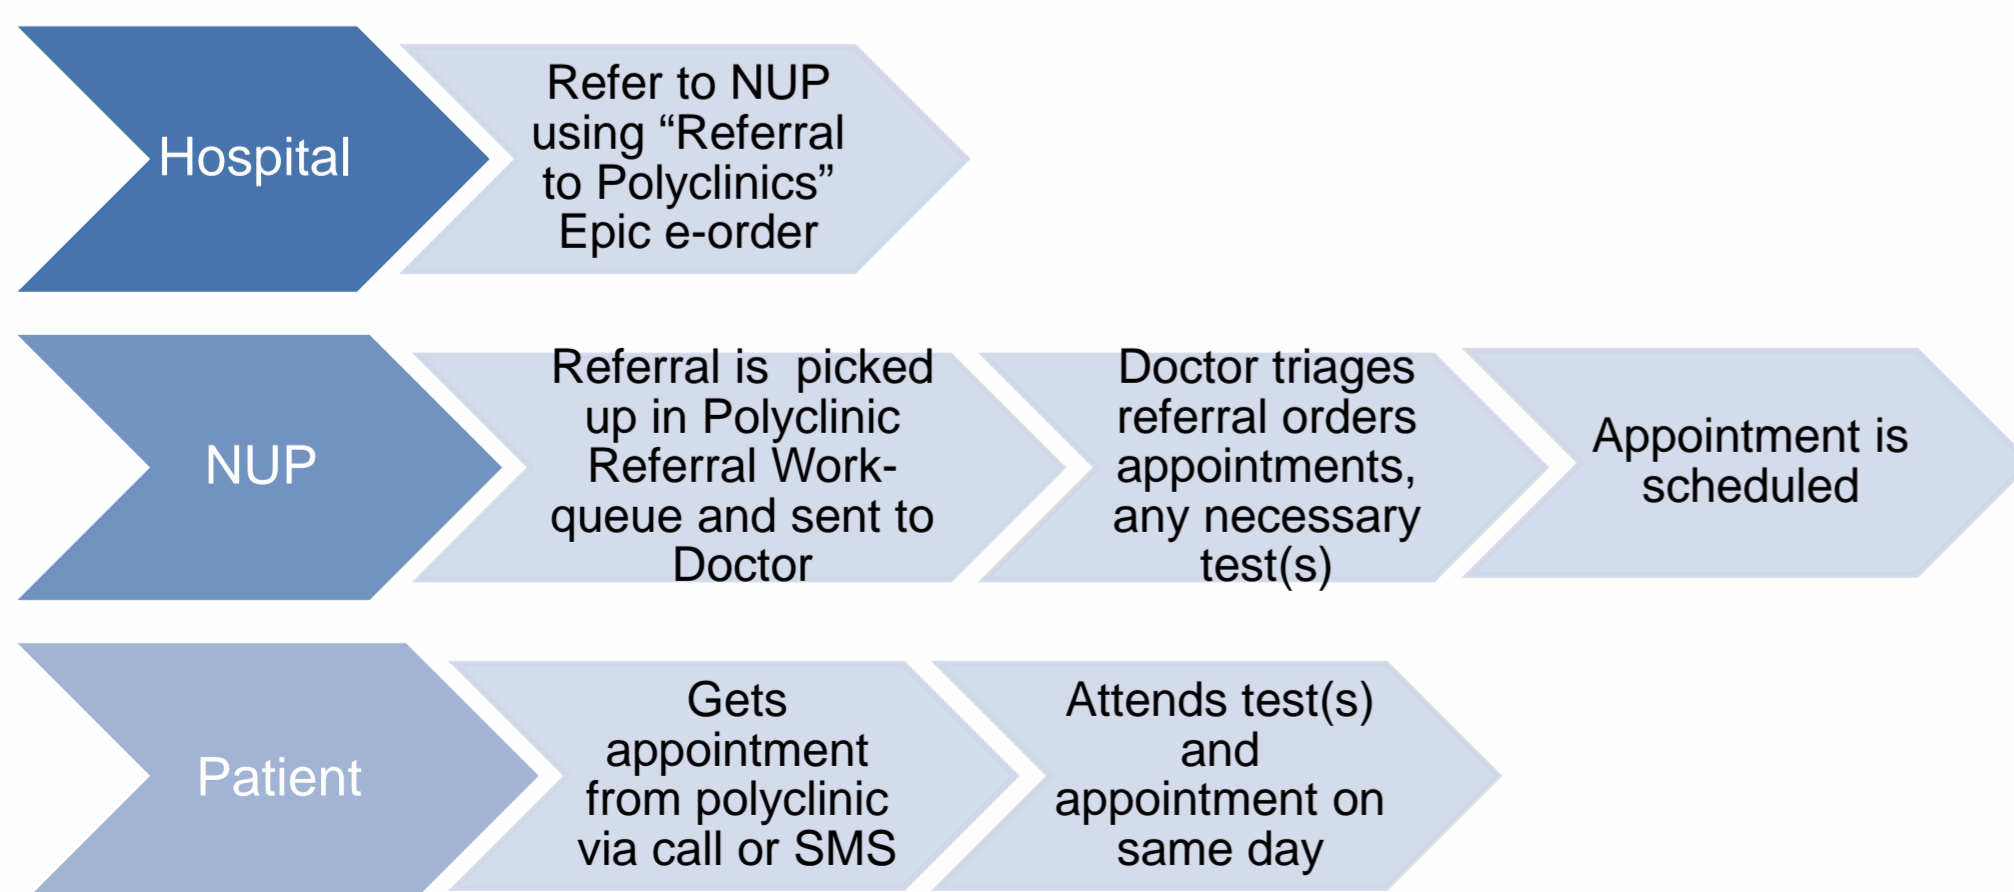 Hospital
Refer to NUP
using “Referral
to Polyclinics”
Epic e-order
NUP
Referral is  picked
up in Polyclinic
Referral Work-
queue and sent to
Doctor
Doctor triages
referral orders
appointments,
any necessary
test(s)
Appointment is
scheduled
Patient
Gets
appointment
from polyclinic
via call or SMS
Attends test(s)
and
appointment on
same day